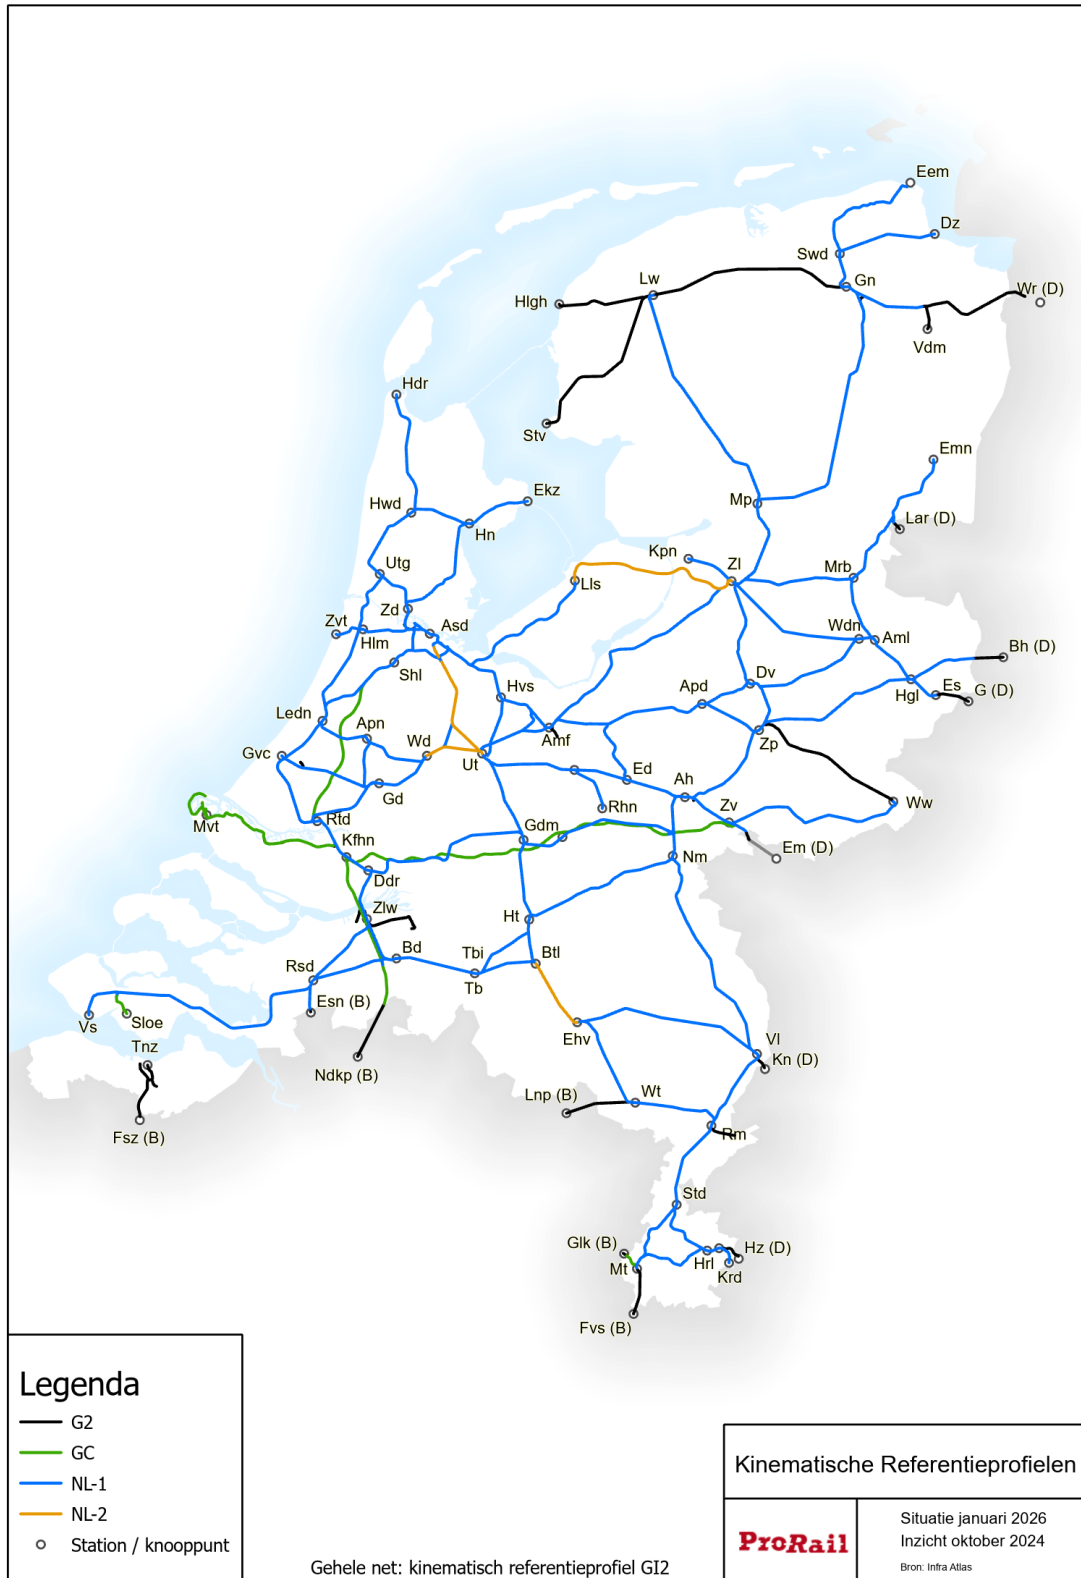 Eem
Dz
Swd
Lw
Gn
Hlgh
Wr (D)
Vdm
Hdr
Stv
Emn
Ekz
Mp
Hwd
Lar (D)
Hn
Kpn
Zl
Utg
Mrb
Lls
Zd
Zvt
Asd
Wdn
Hlm
Aml
Bh (D)
Shl
Hvs
Dv
Es
G (D)
Apd
Hgl
Ledn
Apn
Wd
Amf
Zp
Gvc
Ut
Ed
Ah
Gd
Rhn
Zv
Ww
Mvt
Rtd
Gdm
Kfhn
Em (D)
Nm
Ddr
Zlw
Ht
Bd
Tbi
Btl
Rsd
Tb
Esn (B)
Vs
Sloe
Ehv
Tnz
Vl
Kn (D)
Ndkp (B)
Lnp (B)
Wt
Fsz (B)
Rm
Std
Glk (B)
Hz (D)
Mt
Hrl
Krd
Fvs (B)
Legenda
G2
GC
NL-1
NL-2
Station / knooppunt
Gehele net: kinematisch referentieprofiel GI2
Kinematische Referentieprofielen
ProRail
Situatie januari 2026
Inzicht oktober 2024
Bron: Infra Atlas